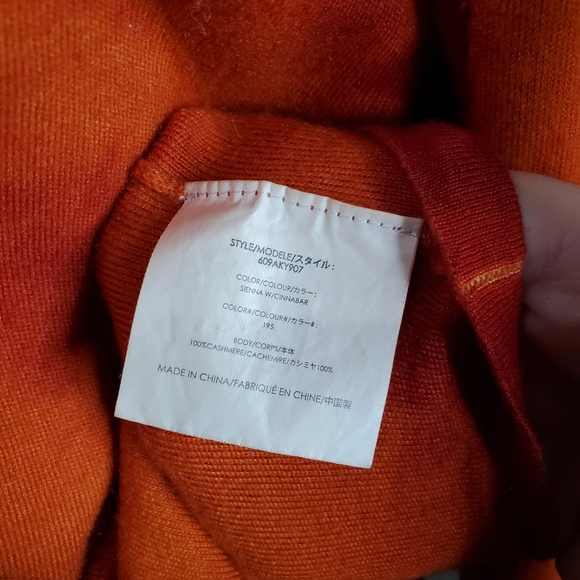 STYLE/MODELE/スタイル:
609AKY907
COLOR/COLOUR/カラー:
SIENNA W/CINNABAR
COLOR#/COLOUR#/カラー#:
195
BODY/CORPS/本体
100%CASHMERE/CACHEMIRE/カシミヤ100%
MADE IN CHINA/FABRIQUÉ EN CHINE/中国製